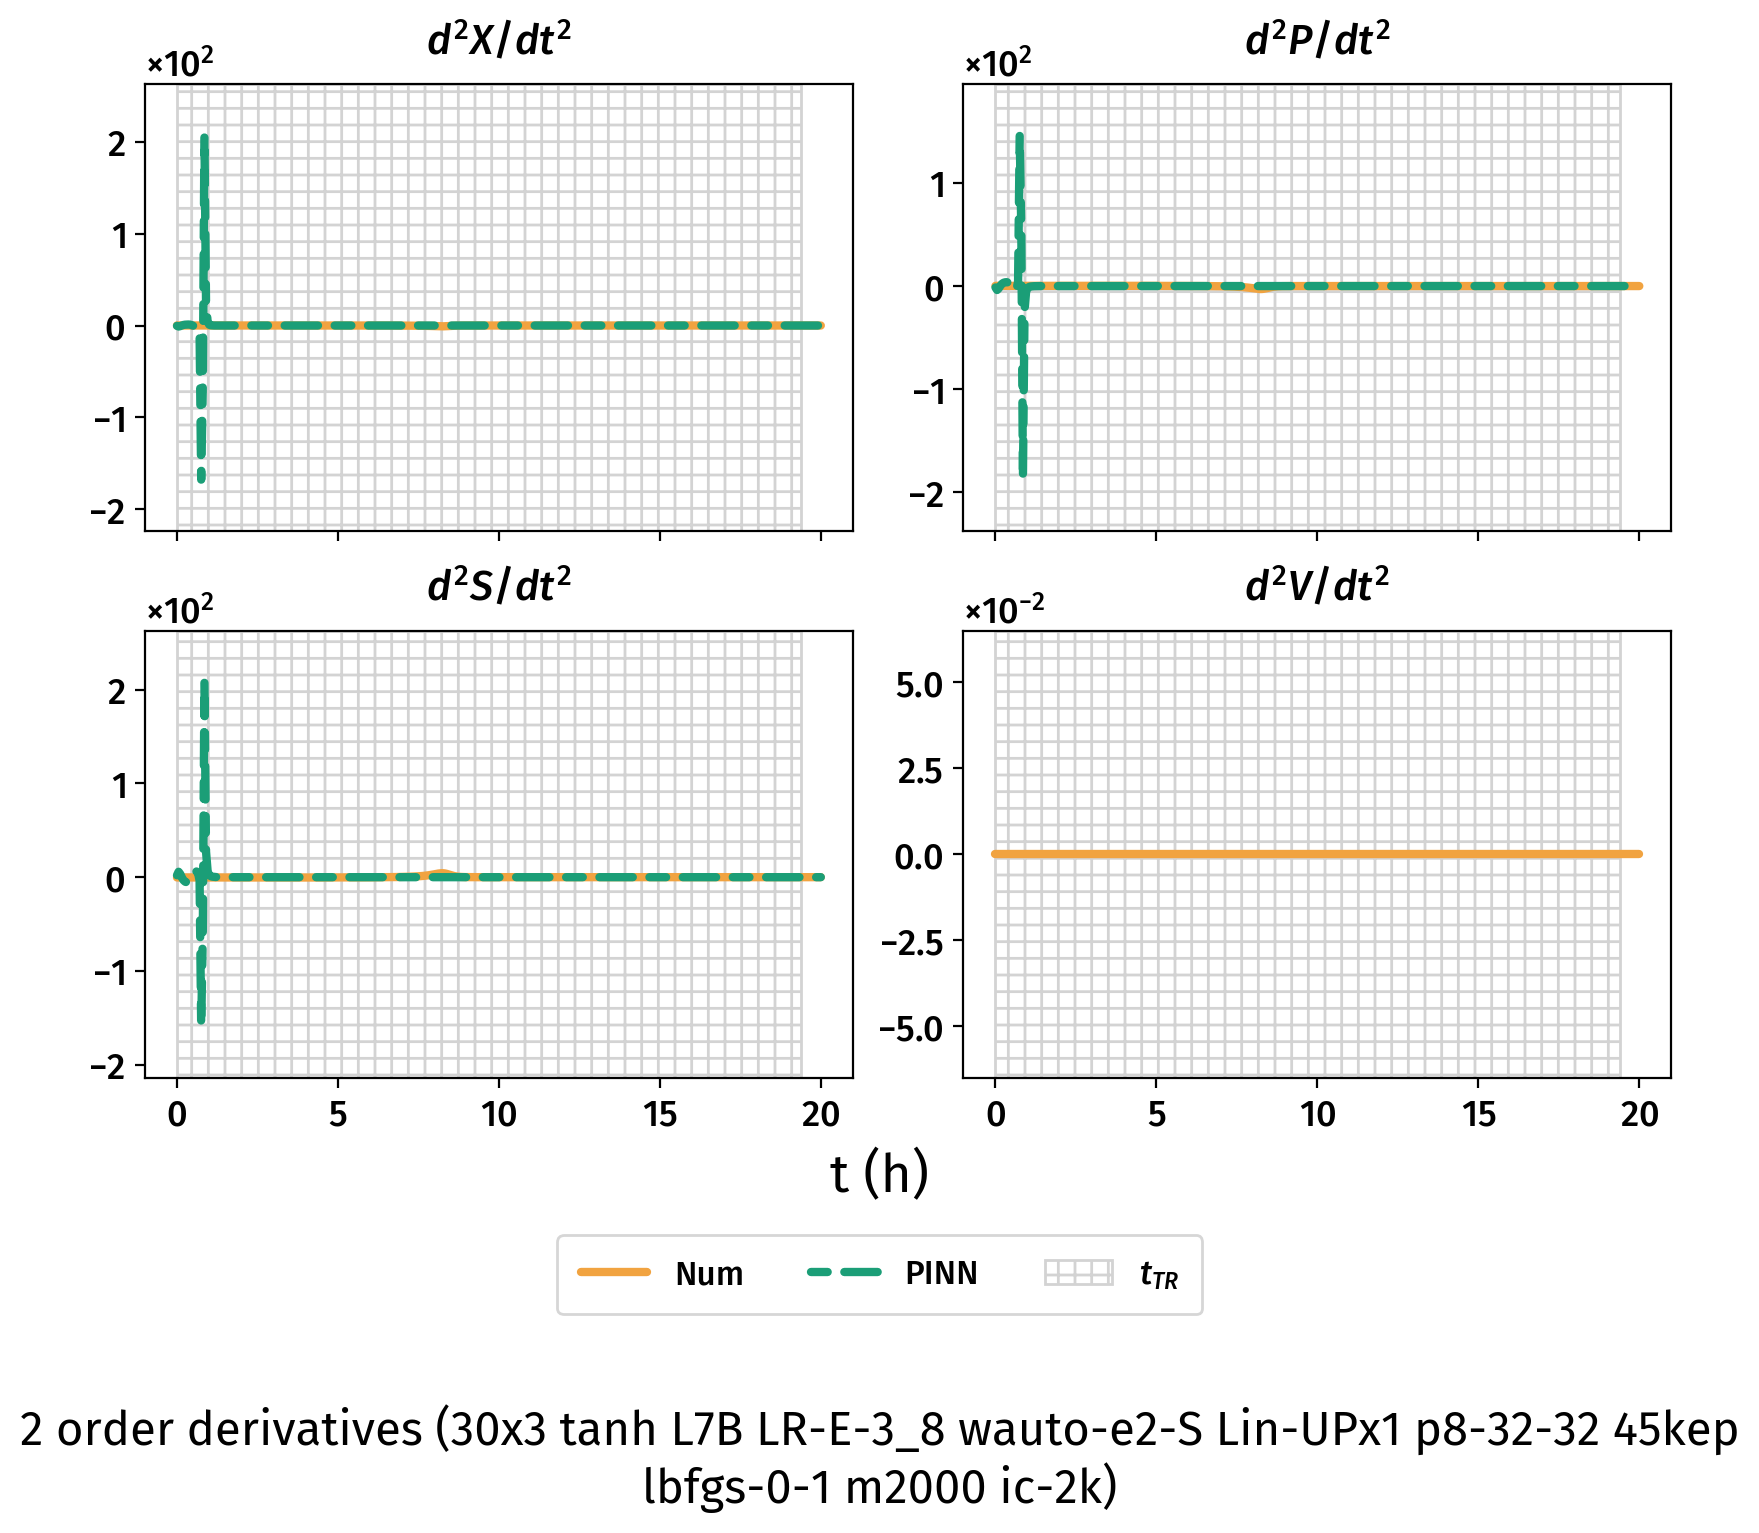 d²X/dt²
×10²
2
1
0
−1
−2
d²P/dt²
×10²
1
0
−1
−2
d²S/dt²
×10²
2
1
0
−1
−2
0 5 10 15 20
d²V/dt²
×10⁻²
5.0
2.5
0.0
−2.5
−5.0
0 5 10 15 20
t (h)
Num PINN t_TR
2 order derivatives (30x3 tanh L7B LR-E-3_8 wauto-e2-S Lin-UPx1 p8-32-32 45kep
lbfgs-0-1 m2000 ic-2k)